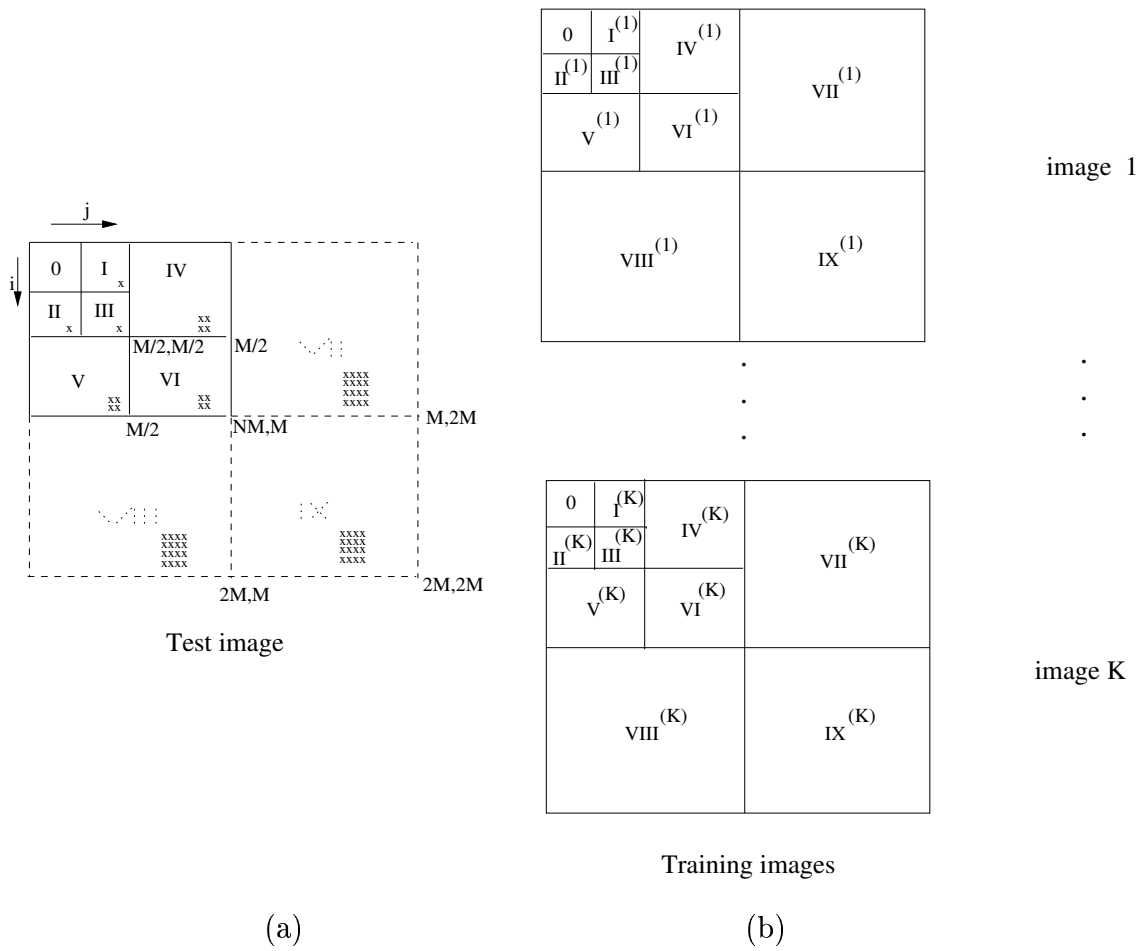 j
i
0 I IV
x
II III
x x xx
xx
M/2,M/2 M/2 VII
V VI xxxx
xx xx xxxx
xx xx xxxx
xxxx
M/2 NM,M M,2M
VIII IX
xxxx xxxx
xxxx xxxx
xxxx xxxx
xxxx xxxx
2M,M 2M,2M
Test image
0 I(1) IV(1) VII(1)
II(1) III(1)
V(1) VI(1)
VIII(1) IX(1)
image 1
0 I(K) IV(K) VII(K)
II(K) III(K)
V(K) VI(K)
VIII(K) IX(K)
image K
Training images
(a) (b)